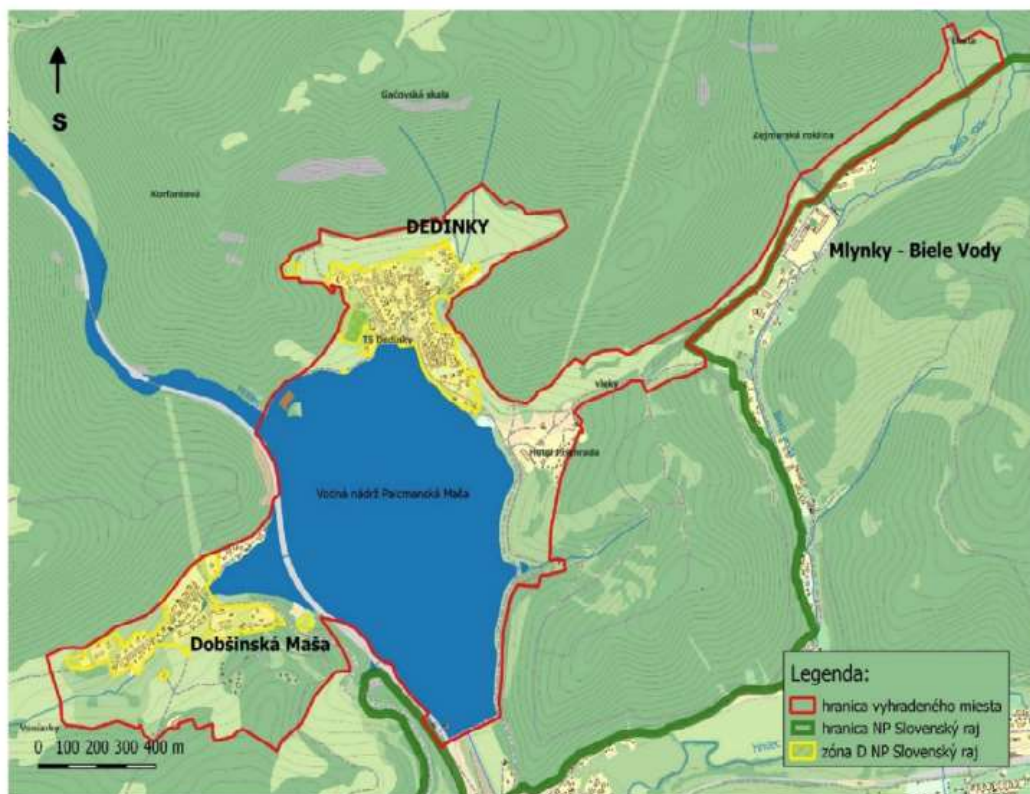 S
Gačovská skala
Zejmarská roklina
DEDINKY
Mlynky - Biele Vody
TS Dedinky
Vleky
Vodná nádrž Palcmanská Maša
Dobšinská Maša
Legenda:
hranica vyhradeného miesta
hranica NP Slovenský raj
zóna D NP Slovenský raj
0 100 200 300 400 m